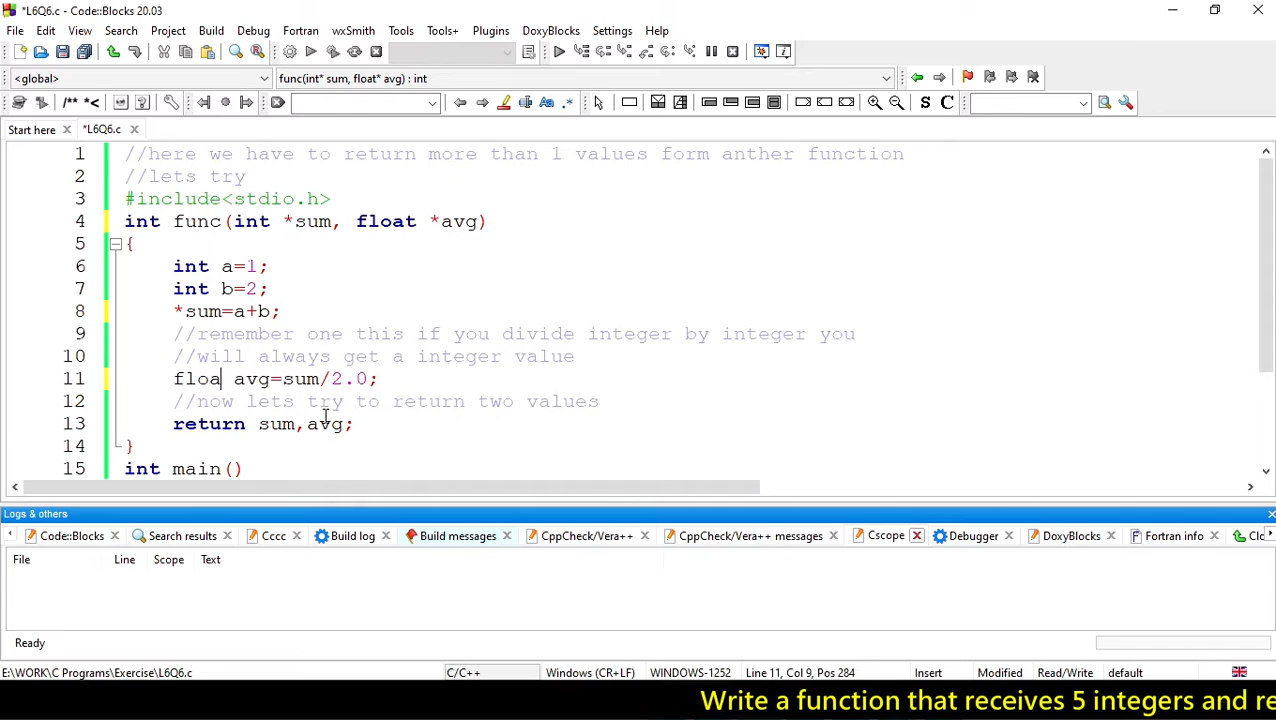 *L6Q6.c - Code::Blocks 20.03
File Edit View Search Project Build Debug Fortran wxSmith Tools Tools+ Plugins DoxyBlocks Settings Help
<global> func(int* sum, float* avg) : int
/** *<
S C
Start here *L6Q6.c
1 //here we have to return more than 1 values form anther function
2 //lets try
3 #include<stdio.h>
4 int func(int *sum, float *avg)
5 {
6 int a=1;
7 int b=2;
8 *sum=a+b;
9 //remember one this if you divide integer by integer you
10 //will always get a integer value
11 floa avg=sum/2.0;
12 //now lets try to return two values
13 return sum,avg;
14 }
15 int main()
Logs & others
Code::Blocks Search results Cccc Build log Build messages CppCheck/Vera++ CppCheck/Vera++ messages Cscope Debugger DoxyBlocks Fortran info Clo
File Line Scope Text
Ready
E:\WORK\C Programs\Exercise\L6Q6.c C/C++ Windows (CR+LF) WINDOWS-1252 Line 11, Col 9, Pos 284 Insert Modified Read/Write default
Write a function that receives 5 integers and re